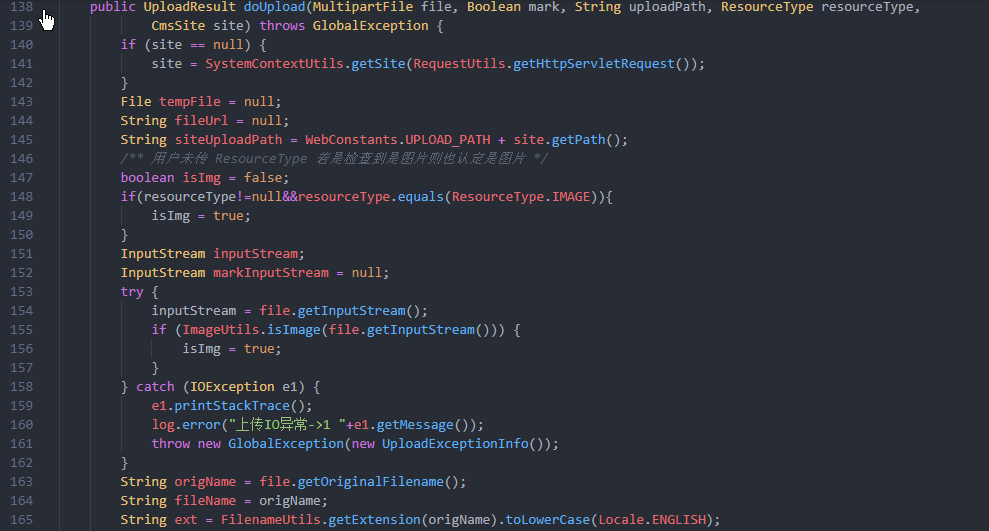 138 public UploadResult doUpload(MultipartFile file, Boolean mark, String uploadPath, ResourceType resourceType,
139 CmsSite site) throws GlobalException {
140 if (site == null) {
141 site = SystemContextUtils.getSite(RequestUtils.getHttpServletRequest());
142 }
143 File tempFile = null;
144 String fileUrl = null;
145 String siteUploadPath = WebConstants.UPLOAD_PATH + site.getPath();
146 /** 用户未传 ResourceType 若是检查到是图片则也认定是图片 */
147 boolean isImg = false;
148 if(resourceType!=null&&resourceType.equals(ResourceType.IMAGE)){
149 isImg = true;
150 }
151 InputStream inputStream;
152 InputStream markInputStream = null;
153 try {
154 inputStream = file.getInputStream();
155 if (ImageUtils.isImage(file.getInputStream())) {
156 isImg = true;
157 }
158 } catch (IOException e1) {
159 e1.printStackTrace();
160 log.error("上传IO异常->1 "+e1.getMessage());
161 throw new GlobalException(new UploadExceptionInfo());
162 }
163 String origName = file.getOriginalFilename();
164 String fileName = origName;
165 String ext = FilenameUtils.getExtension(origName).toLowerCase(Locale.ENGLISH);